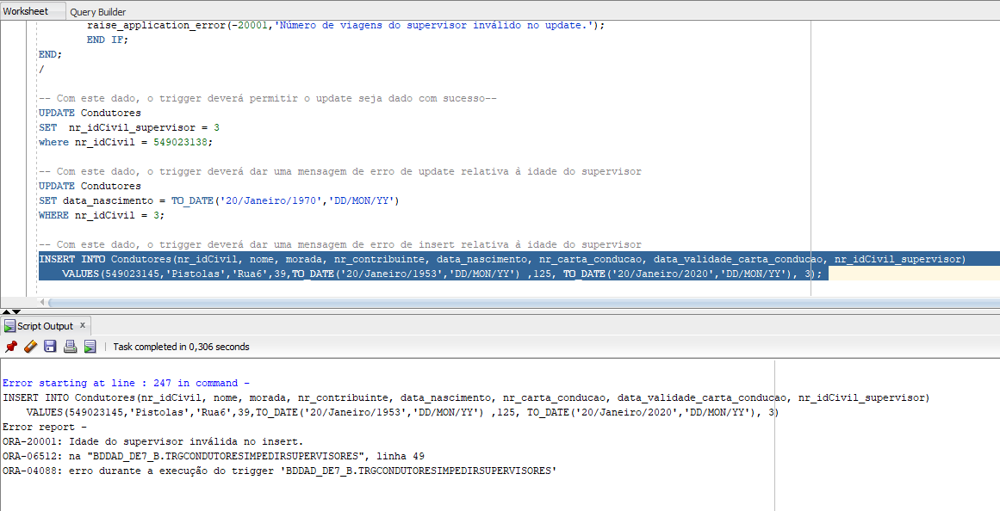 Worksheet Query Builder
raise_application_error(-20001,'Número de viagens do supervisor inválido no update.');
END IF;
END;
/
-- Com este dado, o trigger deverá permitir o update seja dado com sucesso--
UPDATE Condutores
SET nr_idCivil_supervisor = 3
where nr_idCivil = 549023138;
-- Com este dado, o trigger deverá dar uma mensagem de erro de update relativa à idade do supervisor
UPDATE Condutores
SET data_nascimento = TO_DATE('20/Janeiro/1970','DD/MON/YY')
WHERE nr_idCivil = 3;
-- Com este dado, o trigger deverá dar uma mensagem de erro de insert relativa à idade do supervisor
INSERT INTO Condutores(nr_idCivil, nome, morada, nr_contribuinte, data_nascimento, nr_carta_conducao, data_validade_carta_conducao, nr_idCivil_supervisor)
VALUES(549023145,'Pistolas','Rua6',39,TO_DATE('20/Janeiro/1953','DD/MON/YY') ,125, TO_DATE('20/Janeiro/2020','DD/MON/YY'), 3);
Script Output x
Task completed in 0,306 seconds
Error starting at line : 247 in command -
INSERT INTO Condutores(nr_idCivil, nome, morada, nr_contribuinte, data_nascimento, nr_carta_conducao, data_validade_carta_conducao, nr_idCivil_supervisor)
VALUES(549023145,'Pistolas','Rua6',39,TO_DATE('20/Janeiro/1953','DD/MON/YY') ,125, TO_DATE('20/Janeiro/2020','DD/MON/YY'), 3)
Error report -
ORA-20001: Idade do supervisor inválida no insert.
ORA-06512: na "BDDAD_DE7_B.TRGCONDUTORESIMPEDIRSUPERVISORES", linha 49
ORA-04088: erro durante a execução do trigger 'BDDAD_DE7_B.TRGCONDUTORESIMPEDIRSUPERVISORES'